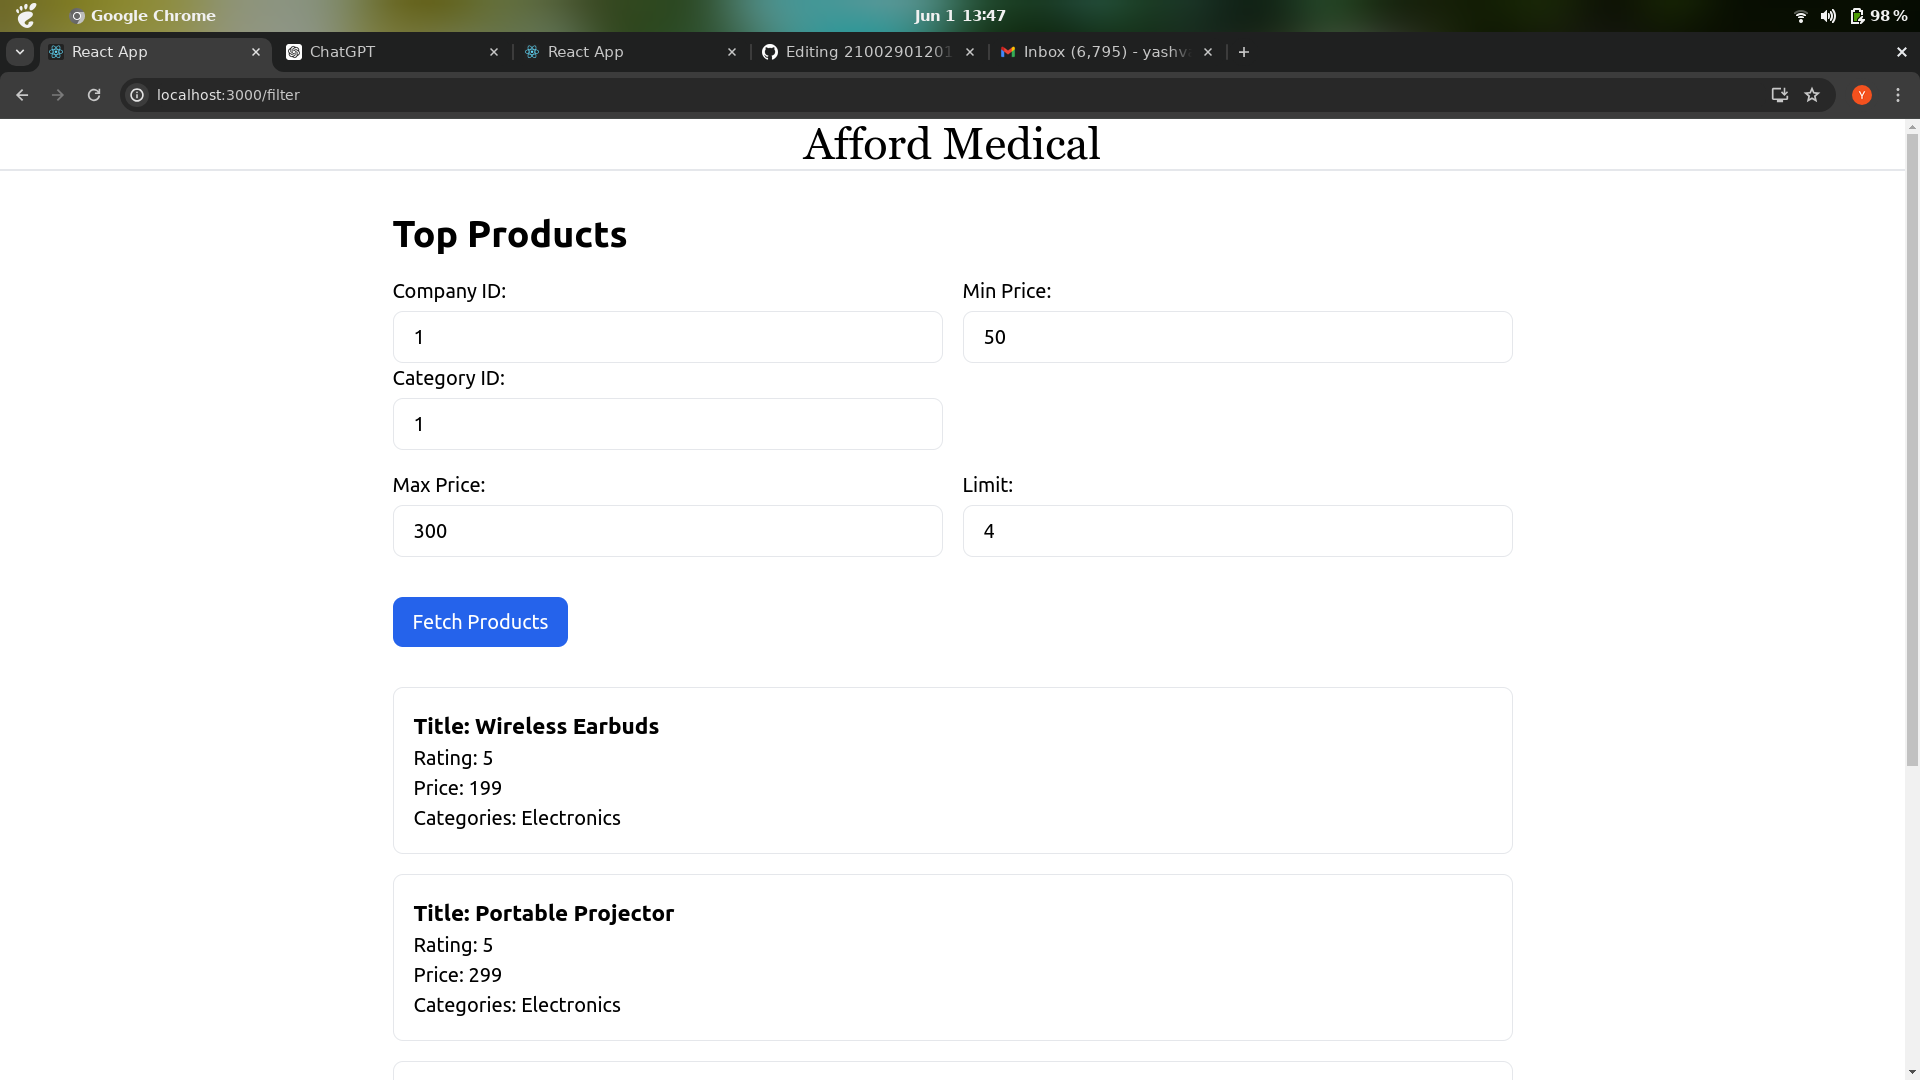 Google Chrome
Jun 1 13:47
98 %
React App
ChatGPT
React App
Editing 21002901201
Inbox (6,795) - yashv
localhost:3000/filter
Y
Afford Medical
Top Products
Company ID:
Min Price:
1
50
Category ID:
1
Max Price:
Limit:
300
4
Fetch Products
Title: Wireless Earbuds
Rating: 5
Price: 199
Categories: Electronics
Title: Portable Projector
Rating: 5
Price: 299
Categories: Electronics